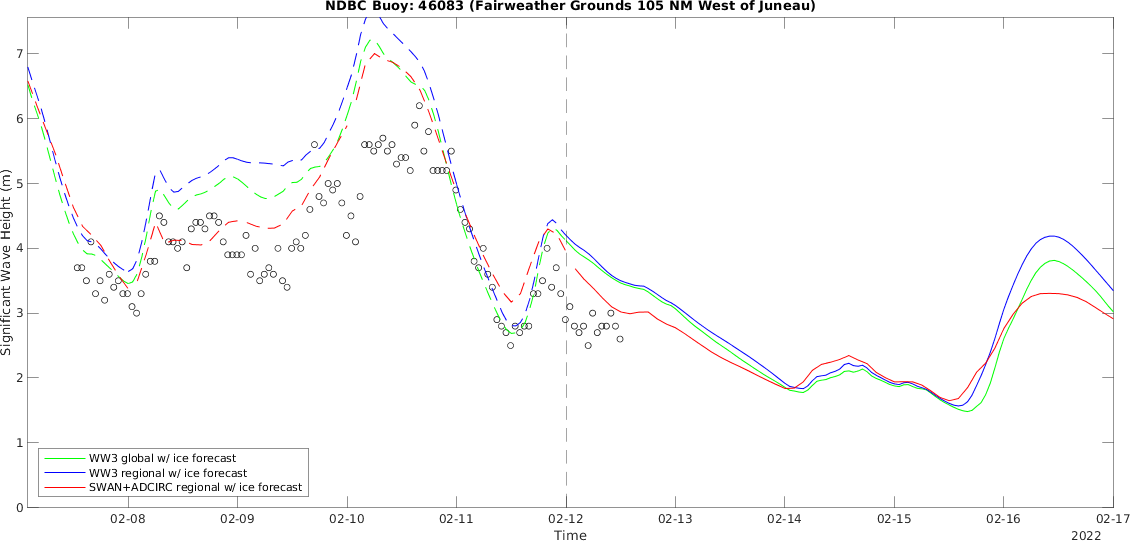 NDBC Buoy: 46083 (Fairweather Grounds 105 NM West of Juneau)
Significant Wave Height (m)
7
6
5
4
3
2
1
0
WW3 global w/ ice forecast
WW3 regional w/ ice forecast
SWAN+ADCIRC regional w/ ice forecast
02-08 02-09 02-10 02-11 02-12 02-13 02-14 02-15 02-16 02-17
Time
2022